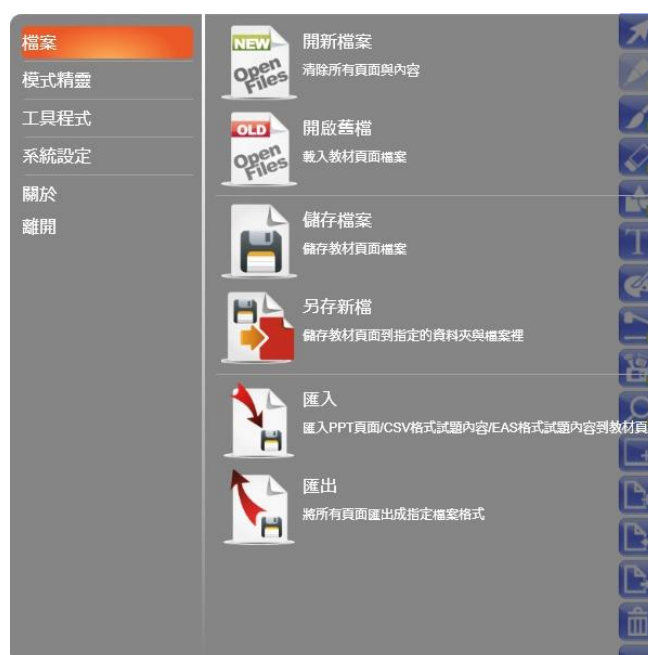 檔案
模式精靈
工具程式
系統設定
關於
離開
NEW
Open
Files
開新檔案
清除所有頁面與內容
OLD
Open
Files
開啟舊檔
載入教材頁面檔案
儲存檔案
儲存教材頁面檔案
另存新檔
儲存教材頁面到指定的資料夾與檔案裡
匯入
匯入PPT頁面/CSV格式試題內容/EAS格式試題內容到教材頁
匯出
將所有頁面匯出成指定檔案格式
T